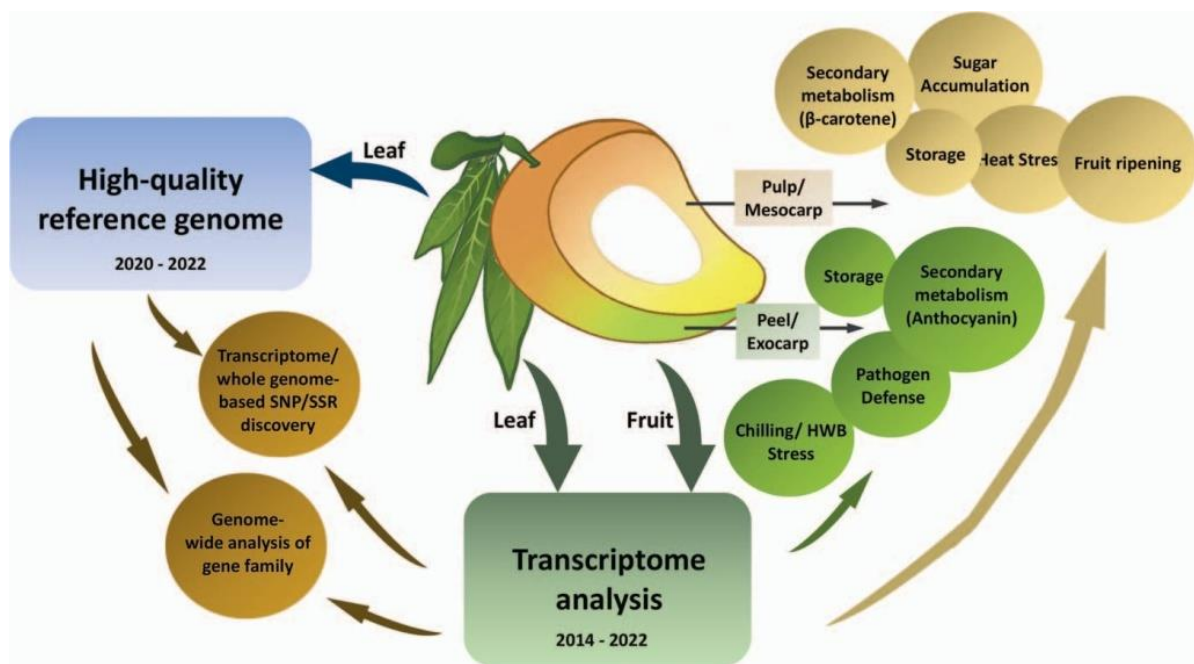 High-quality
reference genome
2020 - 2022
Leaf
Secondary
metabolism
(β-carotene)
Sugar
Accumulation
Storage
Heat Stres
Fruit ripening
Pulp/
Mesocarp
Storage
Secondary
metabolism
(Anthocyanin)
Peel/
Exocarp
Pathogen
Defense
Chilling/ HWB
Stress
Transcriptome/
whole genome-
based SNP/SSR
discovery
Genome-
wide analysis of
gene family
Leaf
Fruit
Transcriptome
analysis
2014 - 2022